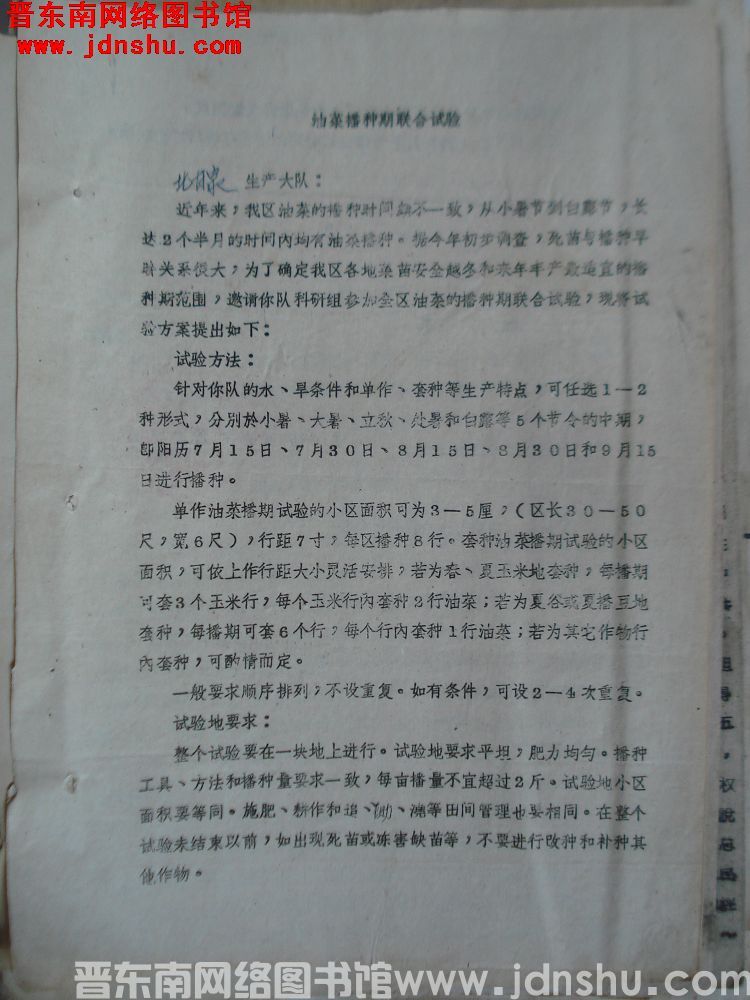 晋东南网络图书馆
www.jdnshu.com
油菜播种期联合试验
生产大队：
近年来，我区油菜的播种时间颇不一致，从小暑节到白露节，长
达2个半月的时间内均有油菜播种。据今年初步调查，死苗与播种早
晚关系很大，为了确定我区各地菜苗安全越冬和来年丰产最适宜的播
种期范围，邀请你队科研组参加全区油菜的播种期联合试验，现将试
验方案提出如下：
试验方法：
针对你队的水、旱条件和单作、套种等生产特点，可任选1—2
种形式，分别於小暑、大暑、立秋、处暑和白露等5个节令的中期，
即阳历7月15日、7月30日、8月15日、8月30日和9月15
日进行播种。
单作油菜播期试验的小区面积可为3—5厘，（区长30—50
尺，宽6尺），行距7寸，每区播种8行。套种油菜播期试验的小区
面积，可依上作行距大小灵活安排，若为春、夏玉米地套种，每播期
可套3个玉米行，每个玉米行内套种2行油菜；若为夏谷或夏播豆地
套种，每播期可套6个行，每个行内套种1行油菜；若为其它作物行
内套种，可酌情而定。
一般要求顺序排列，不设重复。如有条件，可设2—4次重复。
试验地要求：
整个试验要在一块地上进行。试验地要求平坦，肥力均匀。播种
工具、方法和播种量要求一致，每亩播量不宜超过2斤。试验地小区
面积要等同。施肥、耕作和追、锄、浇等田间管理也要相同。在整个
试验未结束以前，如出现死苗或冻害缺苗等，不要进行改种和补种其
他作物。
晋东南网络图书馆www.jdnshu.com